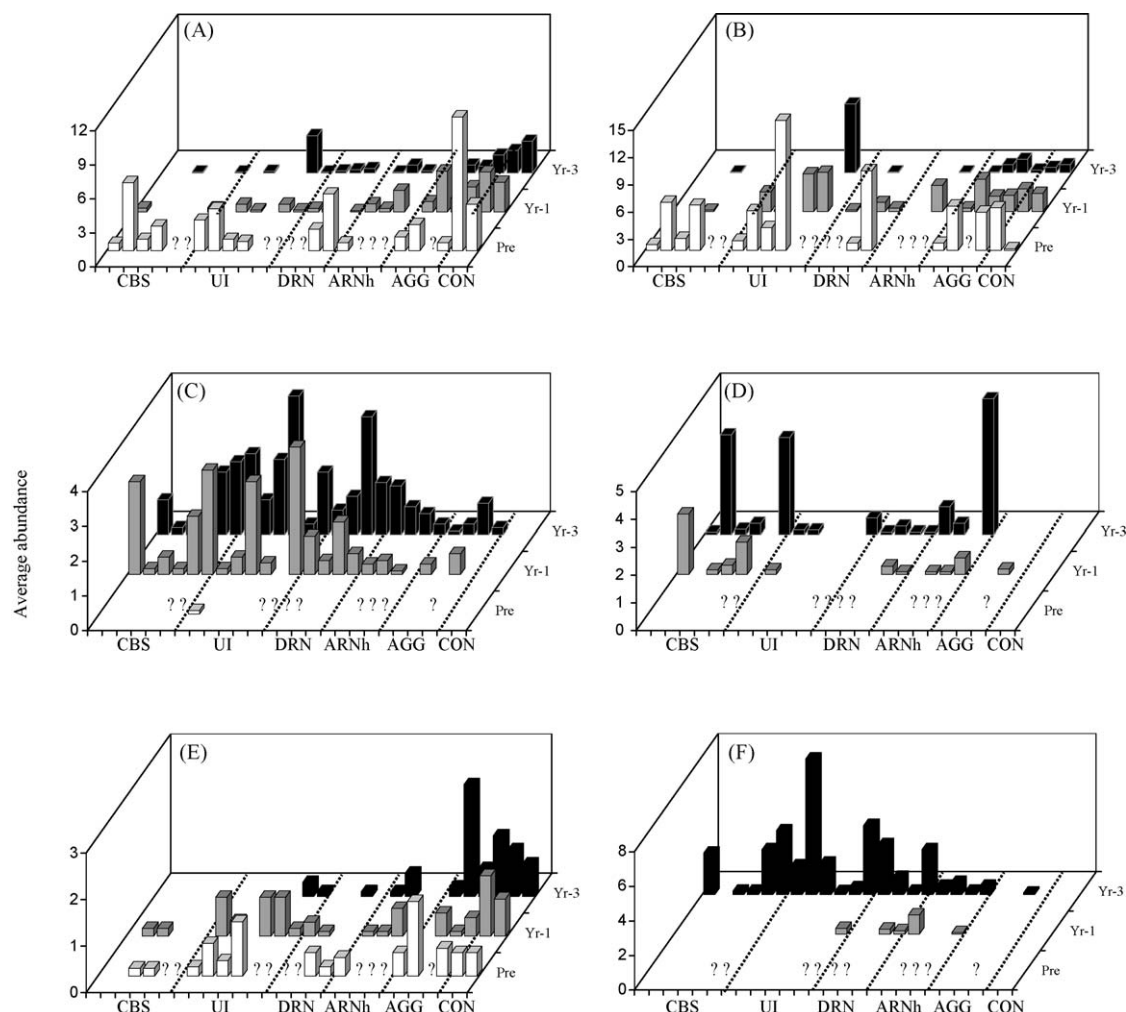 (A)
12
9
6
3
0
Yr-3
Yr-1
Pre
? ? ? ? ? ? ? ? ? ?
CBS UI DRN ARNh AGG CON
(B)
15
12
9
6
3
0
Yr-3
Yr-1
Pre
? ? ? ? ? ? ? ? ? ?
CBS UI DRN ARNh AGG CON
Average abundance
(C)
4
3
2
1
0
Yr-3
Yr-1
Pre
? ? ? ? ? ? ? ? ? ?
CBS UI DRN ARNh AGG CON
(D)
5
4
3
2
1
0
Yr-3
Yr-1
Pre
? ? ? ? ? ? ? ? ? ?
CBS UI DRN ARNh AGG CON
(E)
3
2
1
0
Yr-3
Yr-1
Pre
? ? ? ? ? ? ? ? ? ?
CBS UI DRN ARNh AGG CON
(F)
8
6
4
2
0
Yr-3
Yr-1
Pre
? ? ? ? ? ? ? ? ? ?
CBS UI DRN ARNh AGG CON